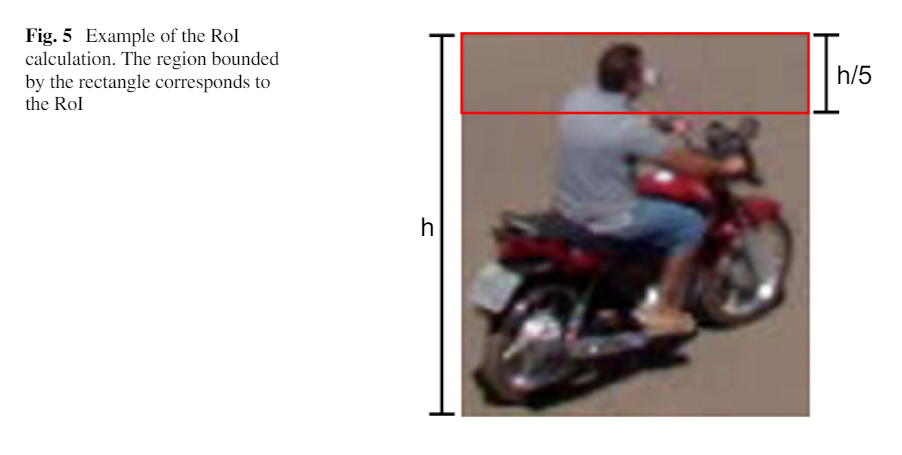 Fig. 5 Example of the RoI
calculation. The region bounded
by the rectangle corresponds to
the RoI
h/5
h